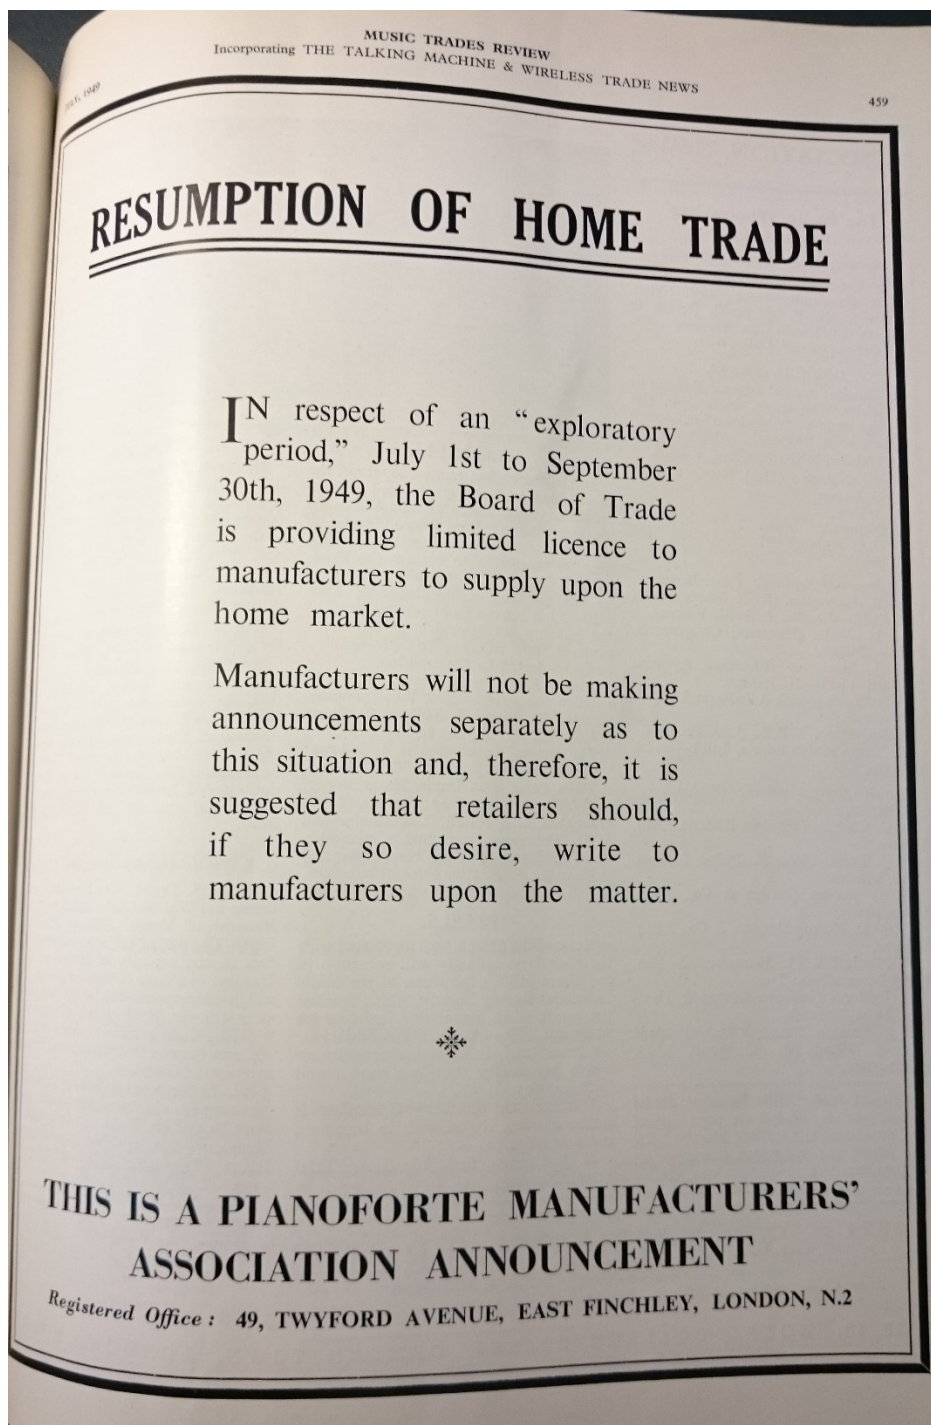 MUSIC TRADES REVIEW
Incorporating THE TALKING MACHINE & WIRELESS TRADE NEWS
JULY, 1949
459
RESUMPTION OF HOME TRADE
IN respect of an “exploratory
period,” July 1st to September
30th, 1949, the Board of Trade
is providing limited licence to
manufacturers to supply upon the
home market.
Manufacturers will not be making
announcements separately as to
this situation and, therefore, it is
suggested that retailers should,
if they so desire, write to
manufacturers upon the matter.
THIS IS A PIANOFORTE MANUFACTURERS’
ASSOCIATION ANNOUNCEMENT
Registered Office : 49, TWYFORD AVENUE, EAST FINCHLEY, LONDON, N.2